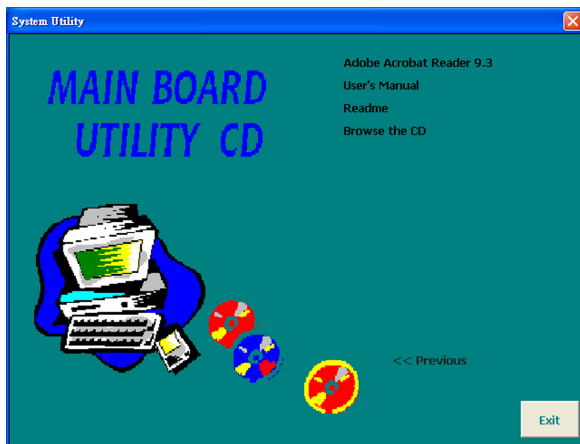 System Utility
MAIN BOARD
UTILITY CD
Adobe Acrobat Reader 9.3
User's Manual
Readme
Browse the CD
<< Previous
Exit